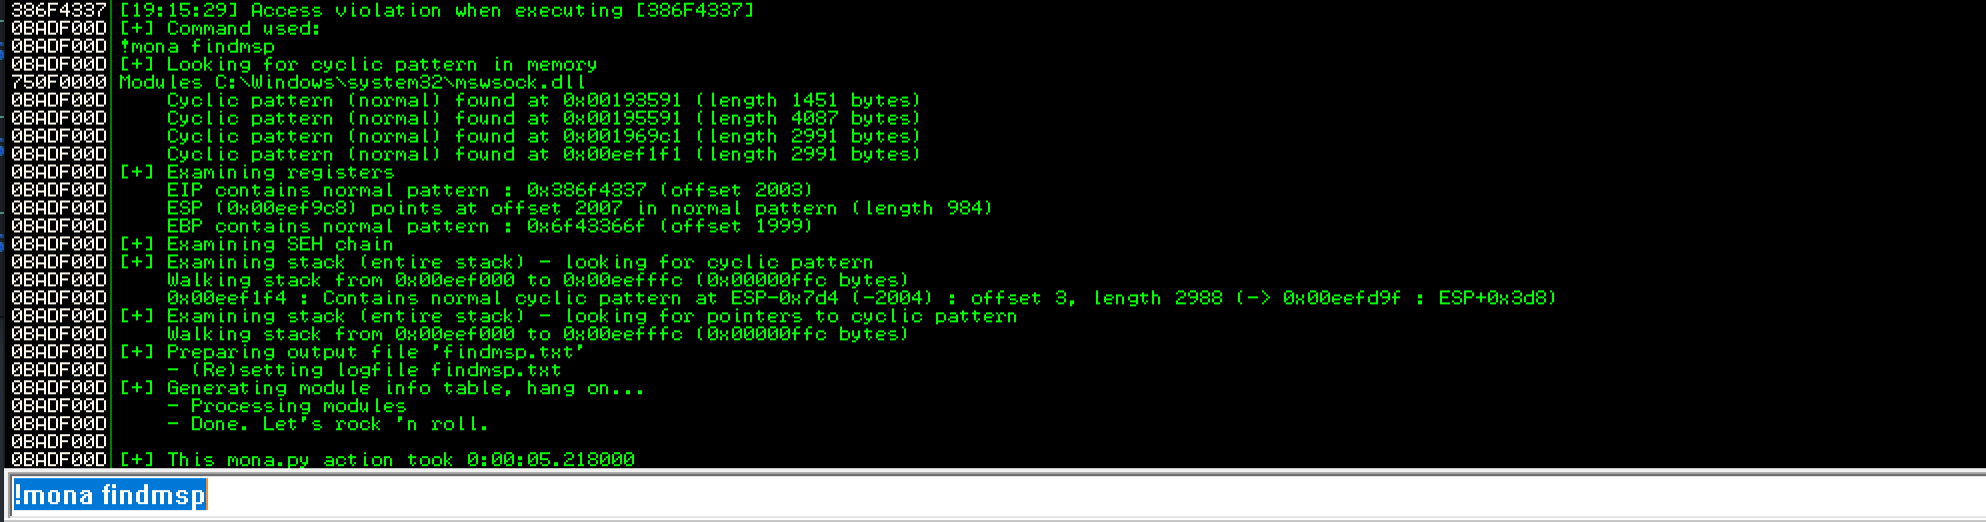 386F4337 [19:15:29] Access violation when executing [386F4337]
0BADF00D [+] Command used:
0BADF00D !mona findmsp
0BADF00D [+] Looking for cyclic pattern in memory
750F0000 Modules C:\Windows\system32\mswsock.dll
0BADF00D Cyclic pattern (normal) found at 0x00193591 (length 1451 bytes)
0BADF00D Cyclic pattern (normal) found at 0x00195591 (length 4087 bytes)
0BADF00D Cyclic pattern (normal) found at 0x001969c1 (length 2991 bytes)
0BADF00D Cyclic pattern (normal) found at 0x00eef1f1 (length 2991 bytes)
0BADF00D [+] Examining registers
0BADF00D EIP contains normal pattern : 0x386f4337 (offset 2003)
0BADF00D ESP (0x00eef9c8) points at offset 2007 in normal pattern (length 984)
0BADF00D EBP contains normal pattern : 0x6f43366f (offset 1999)
0BADF00D [+] Examining SEH chain
0BADF00D [+] Examining stack (entire stack) - looking for cyclic pattern
0BADF00D Walking stack from 0x00eef000 to 0x00eefffc (0x00000ffc bytes)
0BADF00D 0x00eef1f4 : Contains normal cyclic pattern at ESP-0x7d4 (-2004) : offset 3, length 2988 (-> 0x00eefd9f : ESP+0x3d8)
0BADF00D [+] Examining stack (entire stack) - looking for pointers to cyclic pattern
0BADF00D Walking stack from 0x00eef000 to 0x00eefffc (0x00000ffc bytes)
0BADF00D [+] Preparing output file 'findmsp.txt'
0BADF00D - (Re)setting logfile findmsp.txt
0BADF00D [+] Generating module info table, hang on...
0BADF00D - Processing modules
0BADF00D - Done. Let's rock 'n roll.
0BADF00D
0BADF00D [+] This mona.py action took 0:00:05.218000
!mona findmsp